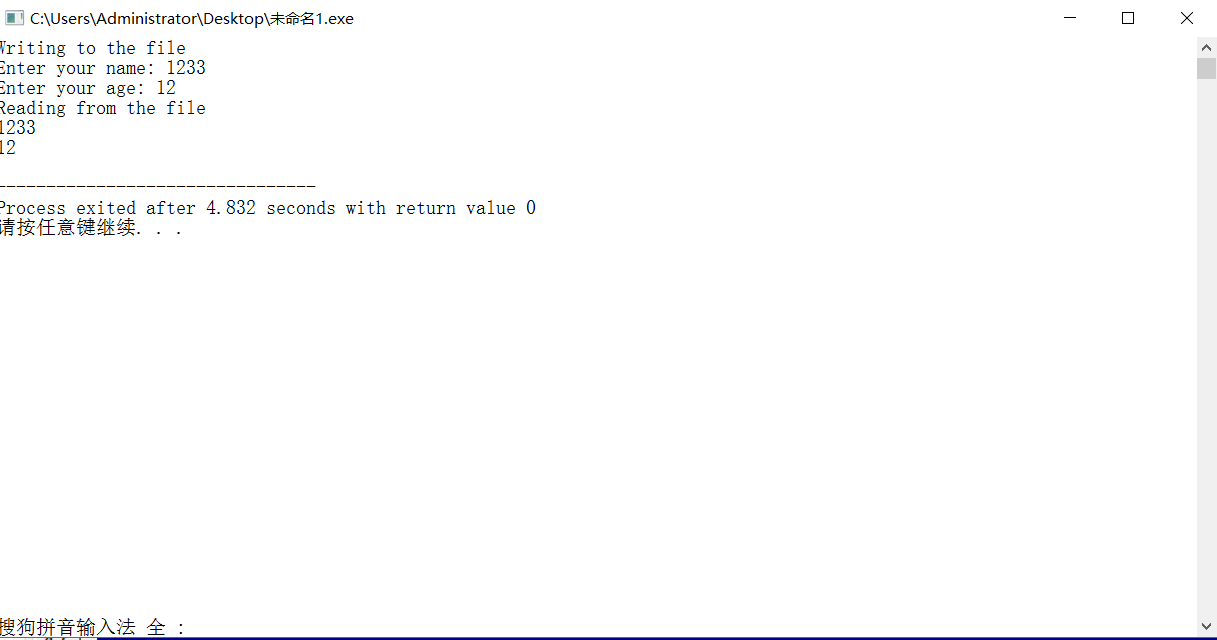 C:\Users\Administrator\Desktop\未命名1.exe
Writing to the file
Enter your name: 1233
Enter your age: 12
Reading from the file
1233
12
--------------------------------
Process exited after 4.832 seconds with return value 0
请按任意键继续. . .
搜狗拼音输入法 全 :